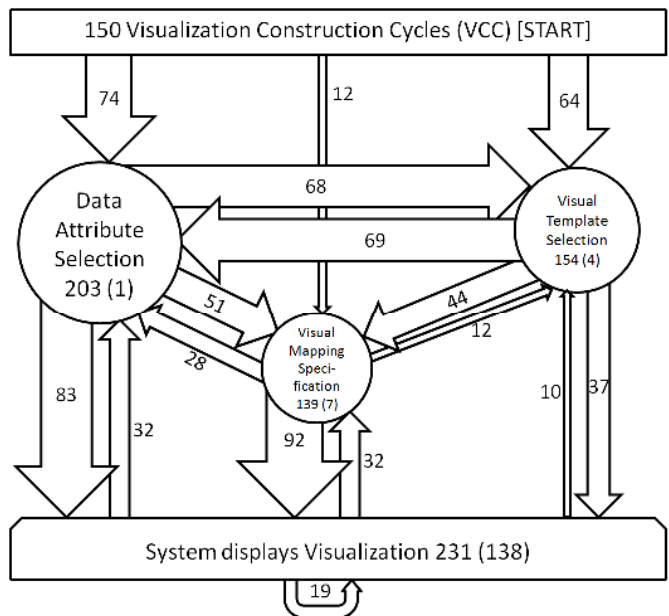 150 Visualization Construction Cycles (VCC) [START]
74
12
64
68
Data
Attribute
Selection
203 (1)
Visual
Template
Selection
154 (4)
69
51
44
Visual
Mapping
Speci-
fication
139 (7)
12
28
83
32
92
32
10
37
System displays Visualization 231 (138)
19